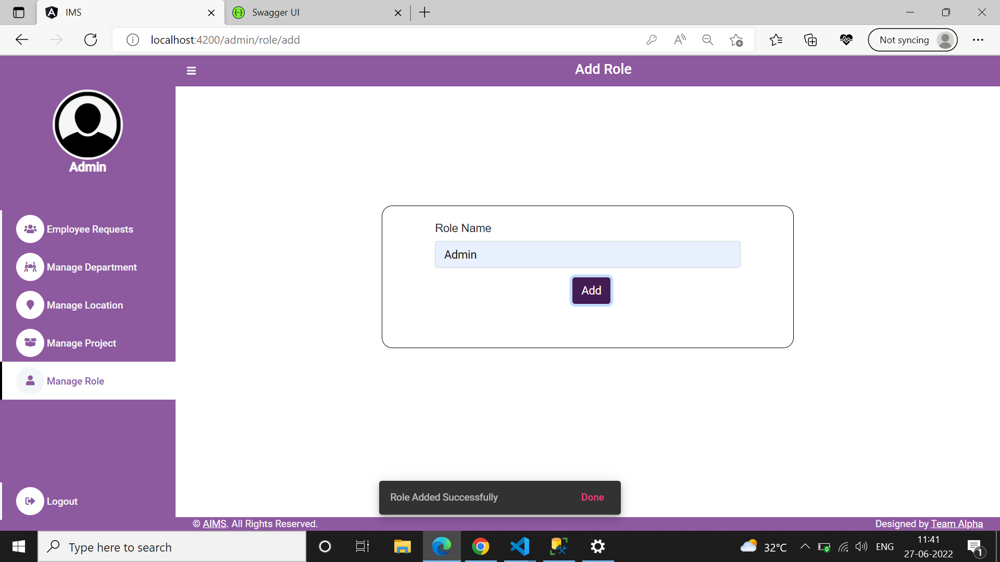 IMS
Swagger UI
localhost:4200/admin/role/add
Not syncing
Add Role
Admin
Employee Requests
Manage Department
Manage Location
Manage Project
Manage Role
Logout
Role Name
Admin
Add
Role Added Successfully
Done
© AIMS. All Rights Reserved.
Designed by Team Alpha
Type here to search
32°C
ENG
11:41
27-06-2022
1